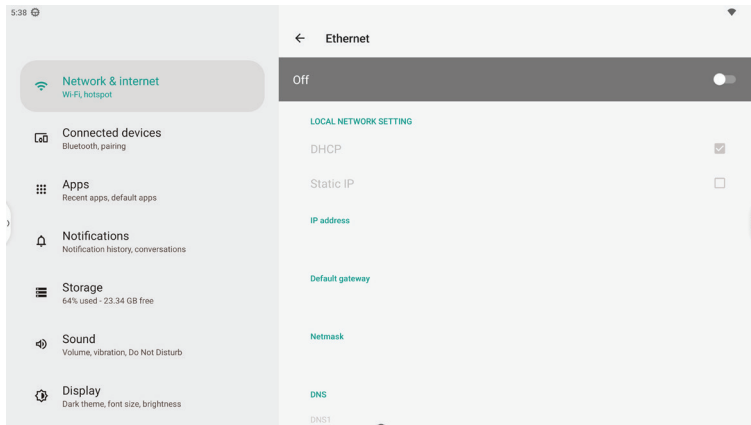 5:38
Ethernet
Network & internet
Wi-Fi, hotspot
Connected devices
Bluetooth, pairing
Apps
Recent apps, default apps
Notifications
Notification history, conversations
Storage
64% used - 23.34 GB free
Sound
Volume, vibration, Do Not Disturb
Display
Dark theme, font size, brightness
Off
LOCAL NETWORK SETTING
DHCP
Static IP
IP address
Default gateway
Netmask
DNS
DNS1